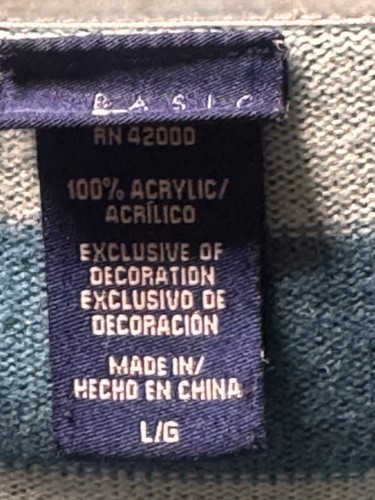 BASIC
RN 42000
100% ACRYLIC/
ACRÍLICO
EXCLUSIVE OF
DECORATION
EXCLUSIVO DE
DECORACIÓN
MADE IN/
HECHO EN CHINA
L/G